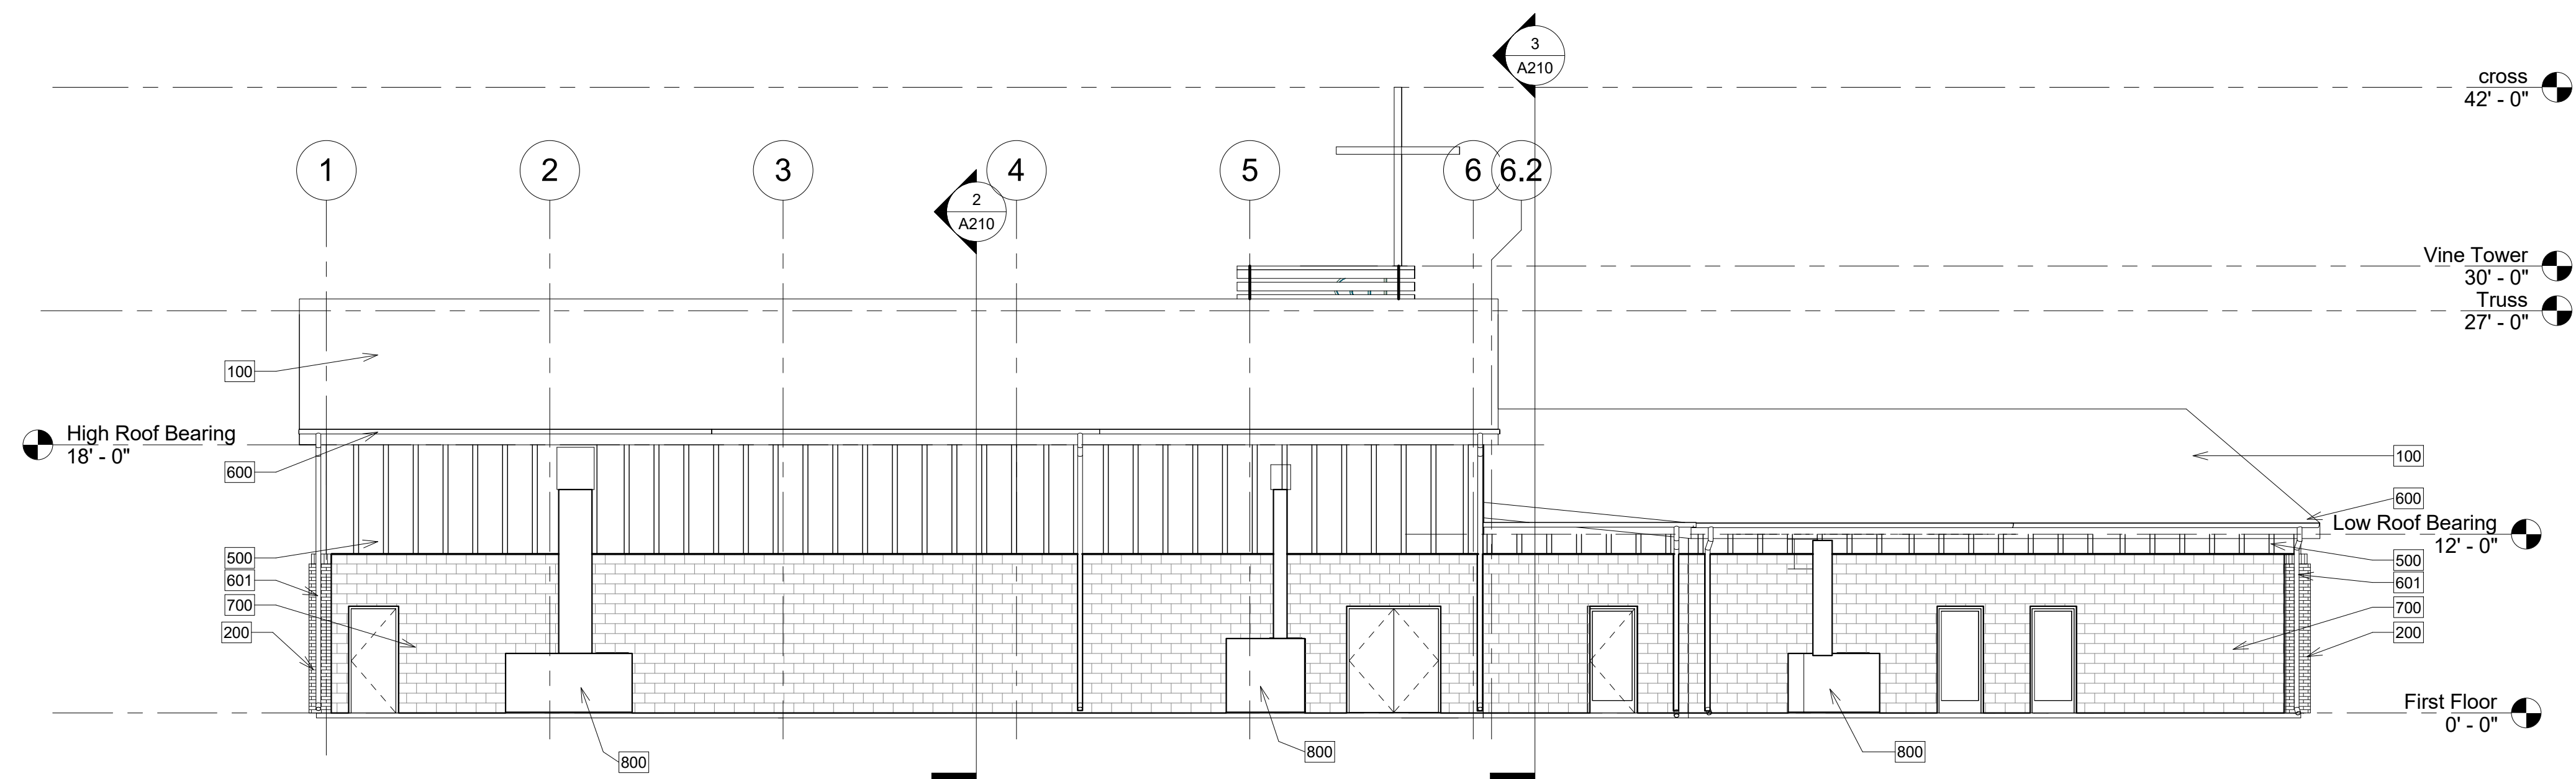 3
A210
cross
42' - 0"
1
2
3
4
5
6
6.2
2
A210
Vine Tower
30' - 0"
Truss
27' - 0"
100
High Roof Bearing
18' - 0"
600
100
600
Low Roof Bearing
12' - 0"
500
601
700
200
500
601
700
200
First Floor
0' - 0"
800
800
800